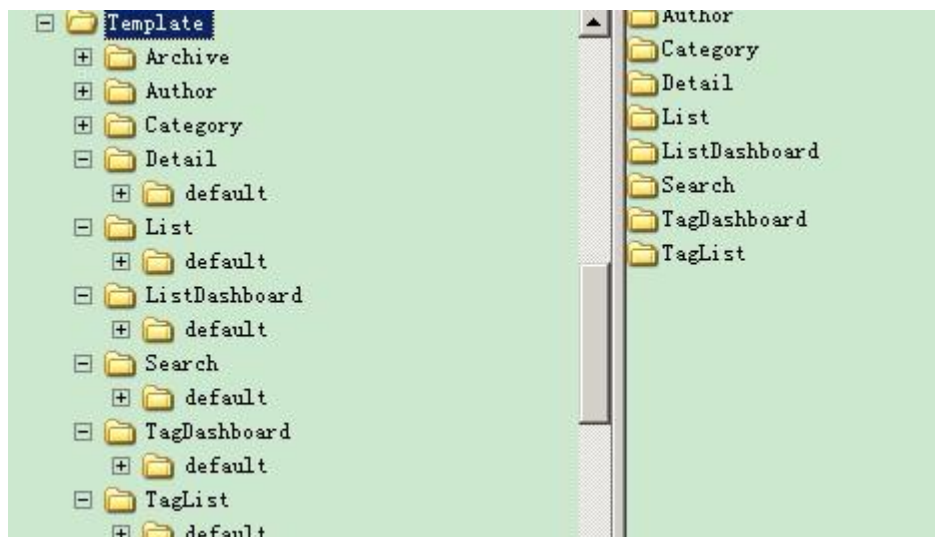 Template
Archive
Author
Category
Detail
default
List
default
ListDashboard
default
Search
default
TagDashboard
default
TagList
default
Author
Category
Detail
List
ListDashboard
Search
TagDashboard
TagList